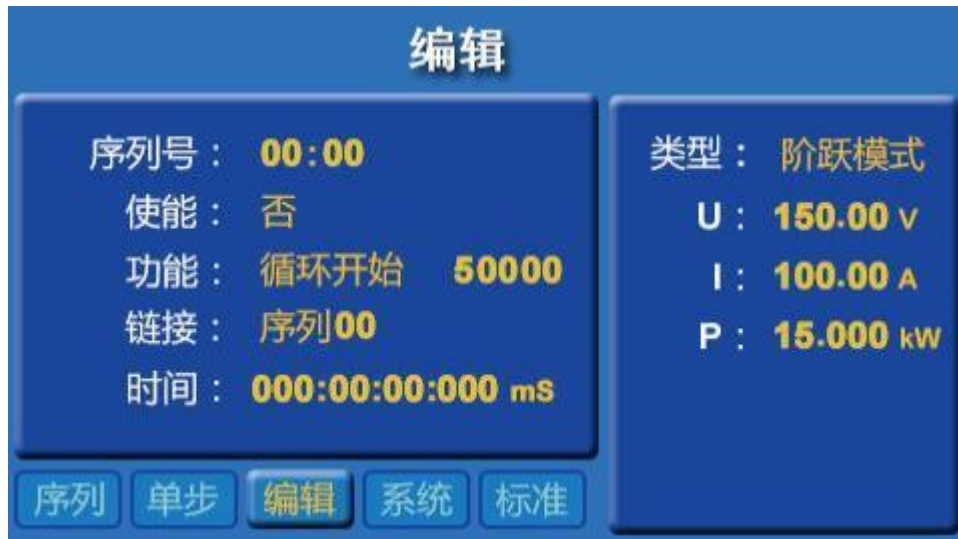 编辑
序列号： 00:00
使能： 否
功能： 循环开始 50000
链接： 序列00
时间： 000:00:00:000 mS
类型： 阶跃模式
U： 150.00 V
I： 100.00 A
P： 15.000 kW
序列 单步 编辑 系统 标准